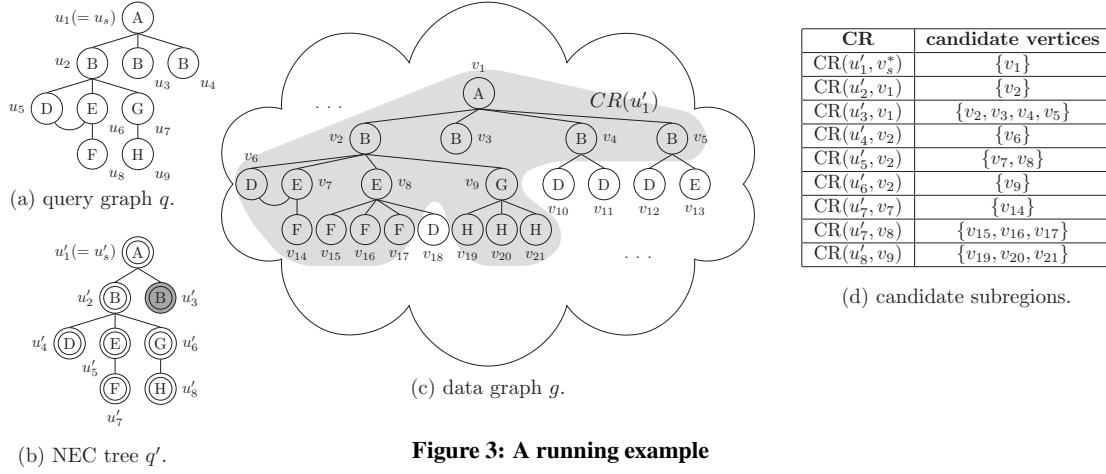 u₁(= uₛ) A
u₂ B B B
u₃ u₄
u₅ D E G
u₆ u₇
F H
u₈ u₉
(a) query graph q.
u′₁(= u′ₛ) A
u′₂ B B u′₃
u′₄ D E G u′₆
u′₅
F H u′₈
u′₇
(b) NEC tree q′.
v₁
. . . A CR(u′₁)
v₂ B B v₃ B v₄ B v₅
v₆
D E v₇ E v₈ v₉ G D D D E
v₁₀ v₁₁ v₁₂ v₁₃
F F F F D H H H
v₁₄ v₁₅ v₁₆ v₁₇ v₁₈ v₁₉ v₂₀ v₂₁ . . .
(c) data graph g.
CR candidate vertices
CR(u′₁, v*ₛ) {v₁}
CR(u′₂, v₁) {v₂}
CR(u′₃, v₁) {v₂, v₃, v₄, v₅}
CR(u′₄, v₂) {v₆}
CR(u′₅, v₂) {v₇, v₈}
CR(u′₆, v₂) {v₉}
CR(u′₇, v₇) {v₁₄}
CR(u′₇, v₈) {v₁₅, v₁₆, v₁₇}
CR(u′₈, v₉) {v₁₉, v₂₀, v₂₁}
(d) candidate subregions.
Figure 3: A running example